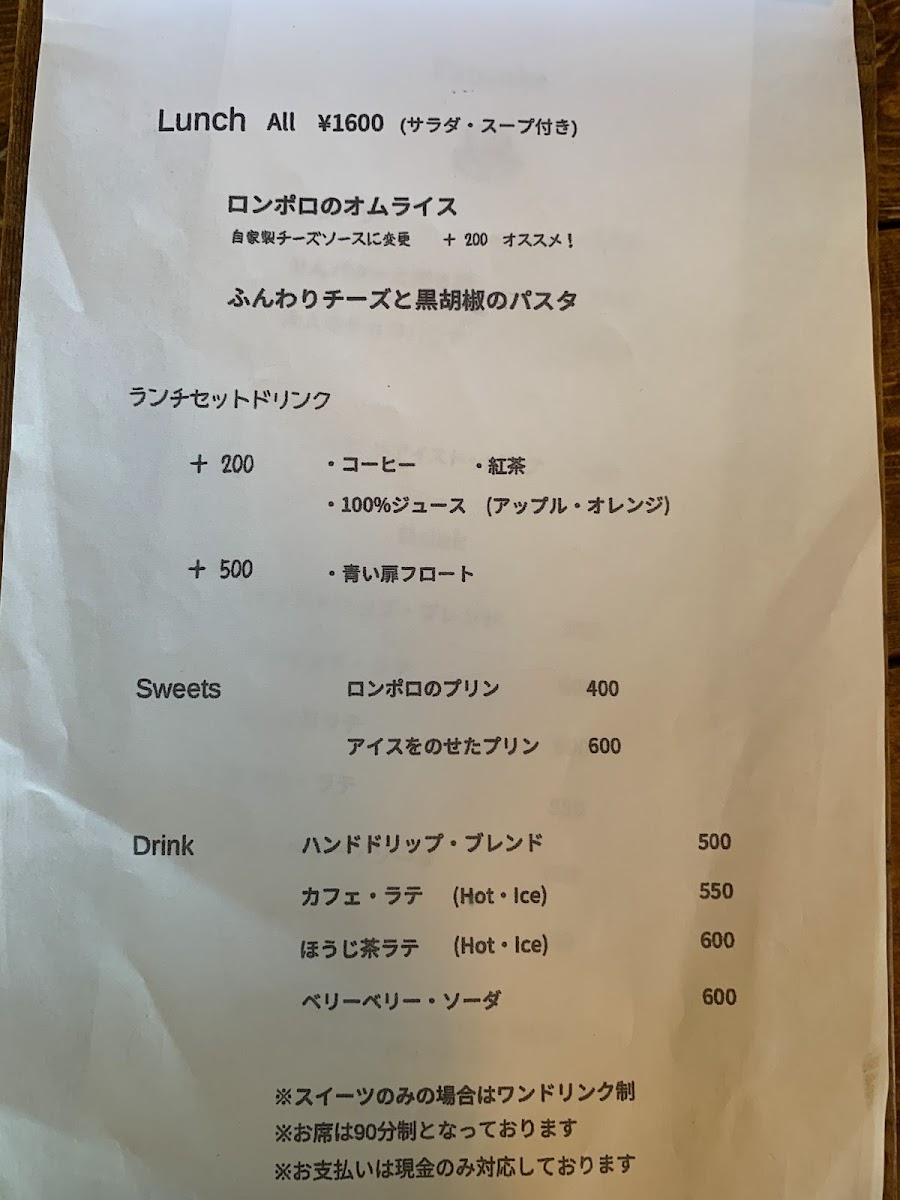 Lunch All ¥1600 (サラダ・スープ付き)
ロンポロのオムライス
自家製チーズソースに変更 + 200 オススメ！
ふんわりチーズと黒胡椒のパスタ
ランチセットドリンク
+ 200 ・コーヒー ・紅茶
・100%ジュース (アップル・オレンジ)
+ 500 ・青い扉フロート
Sweets ロンポロのプリン 400
アイスをのせたプリン 600
Drink ハンドドリップ・ブレンド 500
カフェ・ラテ (Hot・Ice) 550
ほうじ茶ラテ (Hot・Ice) 600
ベリーベリー・ソーダ 600
※スイーツのみの場合はワンドリンク制
※お席は90分制となっております
※お支払いは現金のみ対応しております